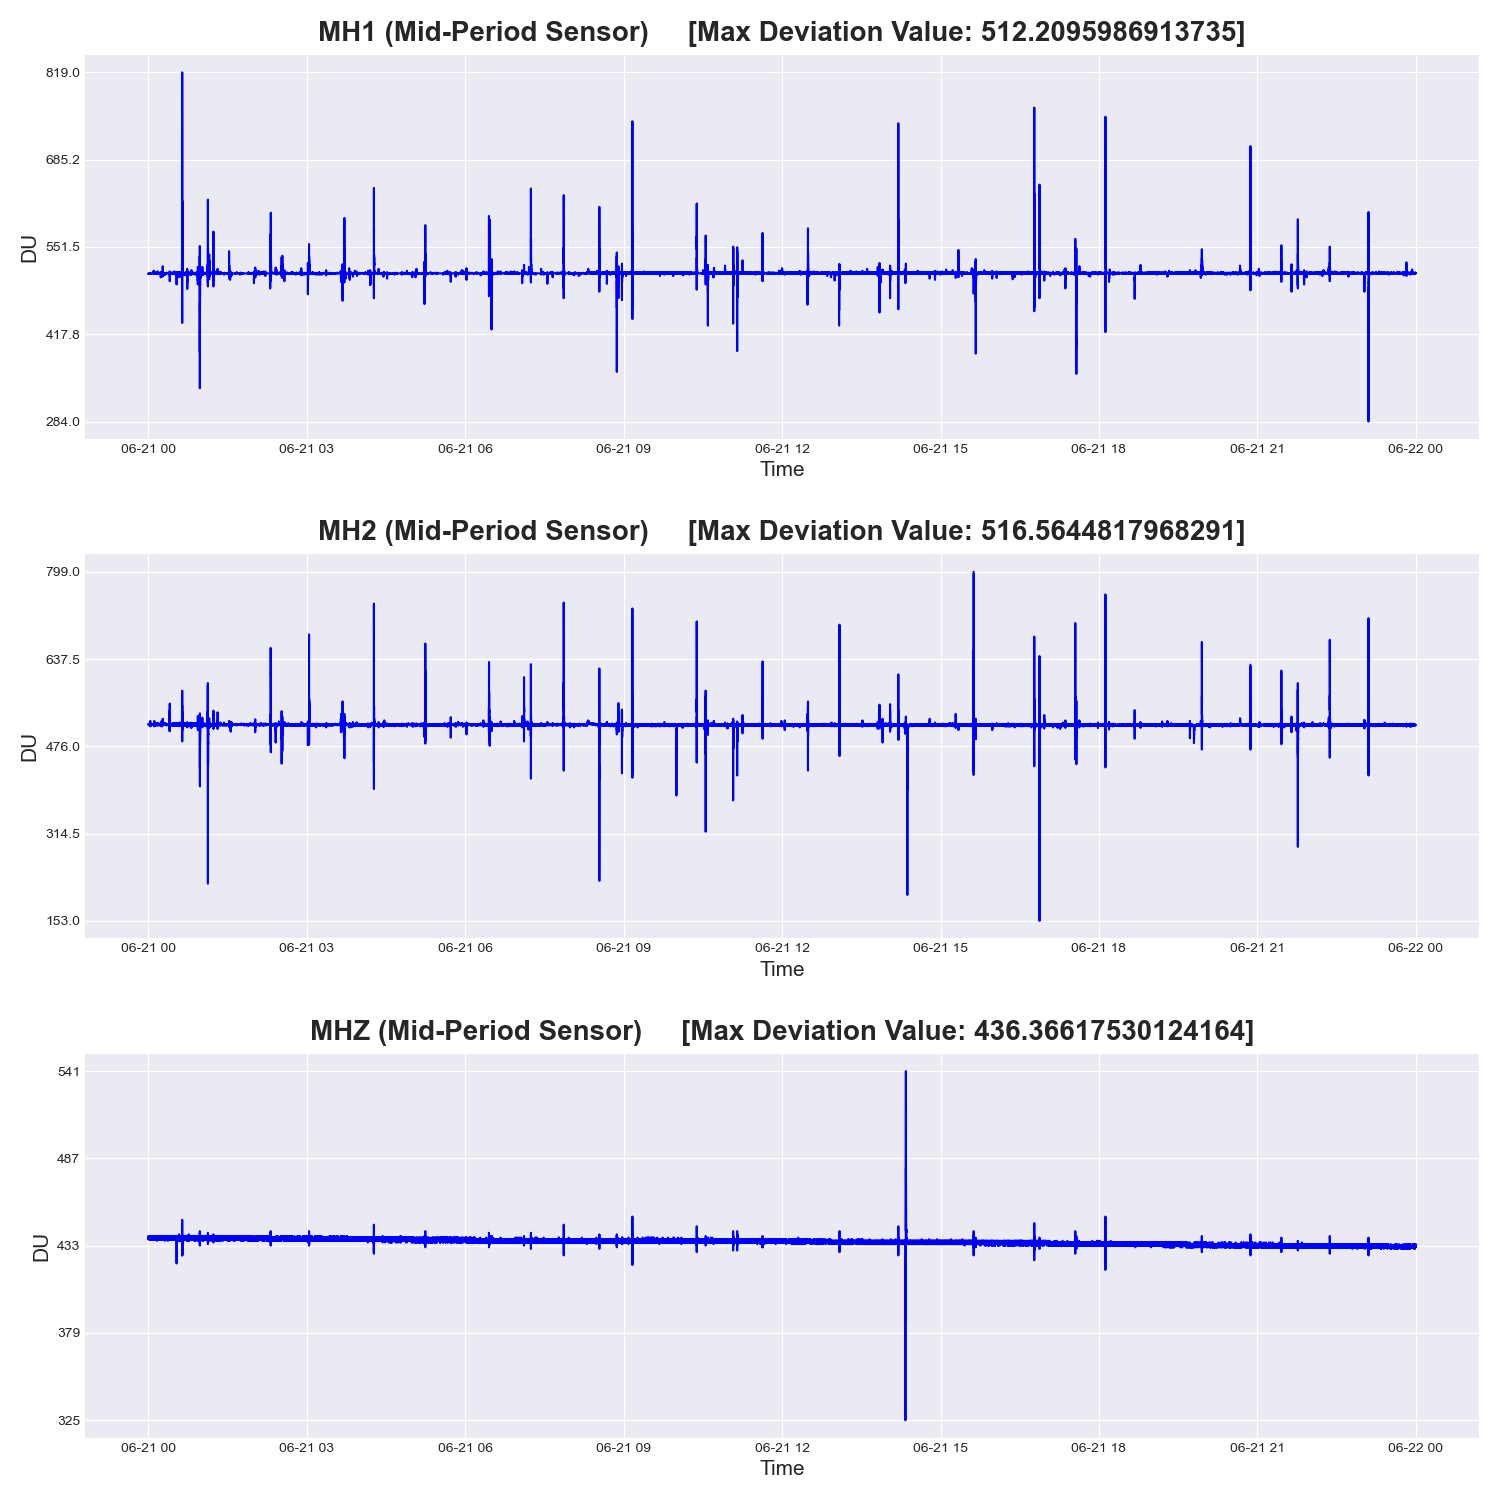 MH1 (Mid-Period Sensor) [Max Deviation Value: 512.2095986913735]
819.0
685.2
551.5
417.8
284.0
DU
06-21 00 06-21 03 06-21 06 06-21 09 06-21 12 06-21 15 06-21 18 06-21 21 06-22 00
Time
MH2 (Mid-Period Sensor) [Max Deviation Value: 516.5644817968291]
799.0
637.5
476.0
314.5
153.0
DU
06-21 00 06-21 03 06-21 06 06-21 09 06-21 12 06-21 15 06-21 18 06-21 21 06-22 00
Time
MHZ (Mid-Period Sensor) [Max Deviation Value: 436.36617530124164]
541
487
433
379
325
DU
06-21 00 06-21 03 06-21 06 06-21 09 06-21 12 06-21 15 06-21 18 06-21 21 06-22 00
Time